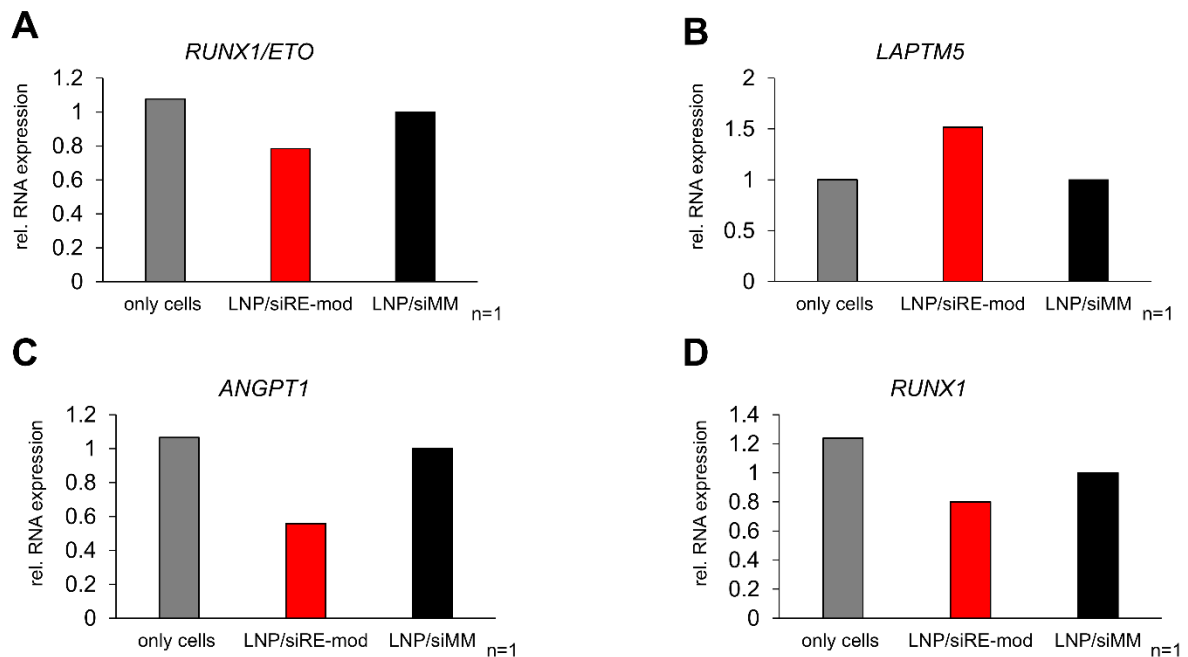 A
RUNX1/ETO
rel. RNA expression
1.2
1
0.8
0.6
0.4
0.2
0
only cells LNP/siRE-mod LNP/siMM n=1
B
LAPTM5
rel. RNA expression
2
1.5
1
0.5
0
only cells LNP/siRE-mod LNP/siMM n=1
C
ANGPT1
rel. RNA expression
1.2
1
0.8
0.6
0.4
0.2
0
only cells LNP/siRE-mod LNP/siMM n=1
D
RUNX1
rel. RNA expression
1.4
1.2
1
0.8
0.6
0.4
0.2
0
only cells LNP/siRE-mod LNP/siMM n=1